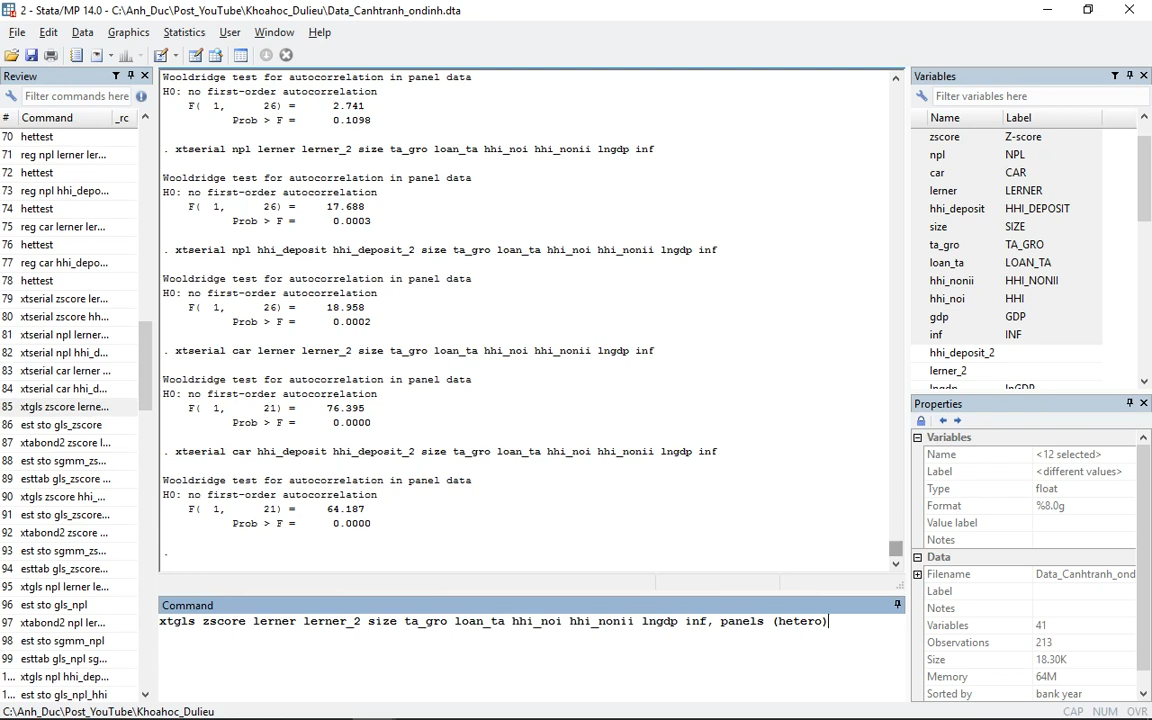 2 - Stata/MP 14.0 - C:\Anh_Duc\Post_YouTube\Khoahoc_Dulieu\Data_Canhtranh_ondinh.dta
File Edit Data Graphics Statistics User Window Help
Review
Filter commands here
# Command _rc
70 hettest
71 reg npl lerner ler...
72 hettest
73 reg npl hhi_depo...
74 hettest
75 reg car lerner ler...
76 hettest
77 reg car hhi_depo...
78 hettest
79 xtserial zscore ler...
80 xtserial zscore hh...
81 xtserial npl lerner...
82 xtserial npl hhi_d...
83 xtserial car lerner ...
84 xtserial car hhi_d...
85 xtgls zscore lerne...
86 est sto gls_zscore
87 xtabond2 zscore l...
88 est sto sgmm_zs...
89 esttab gls_zscore ...
90 xtgls zscore hhi_...
91 est sto gls_zscore...
92 xtabond2 zscore ...
93 est sto sgmm_zs...
94 esttab gls_zscore...
95 xtgls npl lerner le...
96 est sto gls_npl
97 xtabond2 npl ler...
98 est sto sgmm_npl
99 esttab gls_npl sg...
1... xtgls npl hhi_dep...
1... est sto gls_npl_hhi
Wooldridge test for autocorrelation in panel data
H0: no first-order autocorrelation
F( 1, 26) = 2.741
Prob > F = 0.1098
. xtserial npl lerner lerner_2 size ta_gro loan_ta hhi_noi hhi_nonii lngdp inf
Wooldridge test for autocorrelation in panel data
H0: no first-order autocorrelation
F( 1, 26) = 17.688
Prob > F = 0.0003
. xtserial npl hhi_deposit hhi_deposit_2 size ta_gro loan_ta hhi_noi hhi_nonii lngdp inf
Wooldridge test for autocorrelation in panel data
H0: no first-order autocorrelation
F( 1, 26) = 18.958
Prob > F = 0.0002
. xtserial car lerner lerner_2 size ta_gro loan_ta hhi_noi hhi_nonii lngdp inf
Wooldridge test for autocorrelation in panel data
H0: no first-order autocorrelation
F( 1, 21) = 76.395
Prob > F = 0.0000
. xtserial car hhi_deposit hhi_deposit_2 size ta_gro loan_ta hhi_noi hhi_nonii lngdp inf
Wooldridge test for autocorrelation in panel data
H0: no first-order autocorrelation
F( 1, 21) = 64.187
Prob > F = 0.0000
.
Command
xtgls zscore lerner lerner_2 size ta_gro loan_ta hhi_noi hhi_nonii lngdp inf, panels (hetero)
Variables
Filter variables here
Name Label
zscore Z-score
npl NPL
car CAR
lerner LERNER
hhi_deposit HHI_DEPOSIT
size SIZE
ta_gro TA_GRO
loan_ta LOAN_TA
hhi_nonii HHI_NONII
hhi_noi HHI
gdp GDP
inf INF
hhi_deposit_2
lerner_2
lngdp lnGDP
Properties
Variables
Name <12 selected>
Label <different values>
Type float
Format %8.0g
Value label
Notes
Data
Filename Data_Canhtranh_ond
Label
Notes
Variables 41
Observations 213
Size 18.30K
Memory 64M
Sorted by bank year
C:\Anh_Duc\Post_YouTube\Khoahoc_Dulieu
CAP NUM OVR